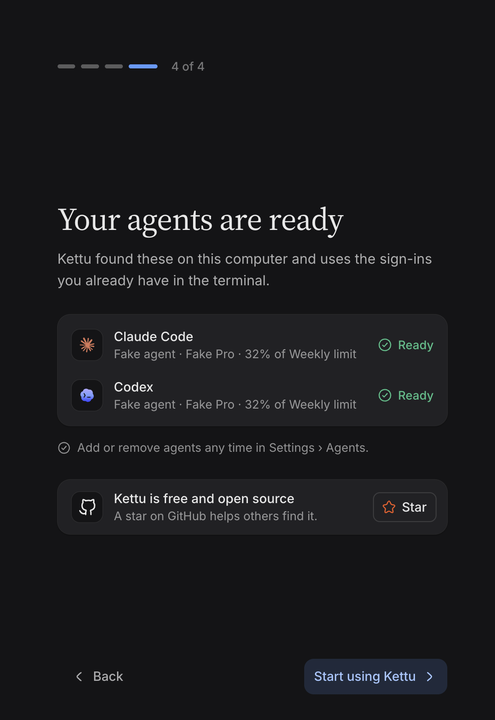 4 of 4
Your agents are ready
Kettu found these on this computer and uses the sign-ins
you already have in the terminal.
Claude Code
Fake agent · Fake Pro · 32% of Weekly limit
Ready
Codex
Fake agent · Fake Pro · 32% of Weekly limit
Ready
Add or remove agents any time in Settings › Agents.
Kettu is free and open source
A star on GitHub helps others find it.
Star
Back
Start using Kettu